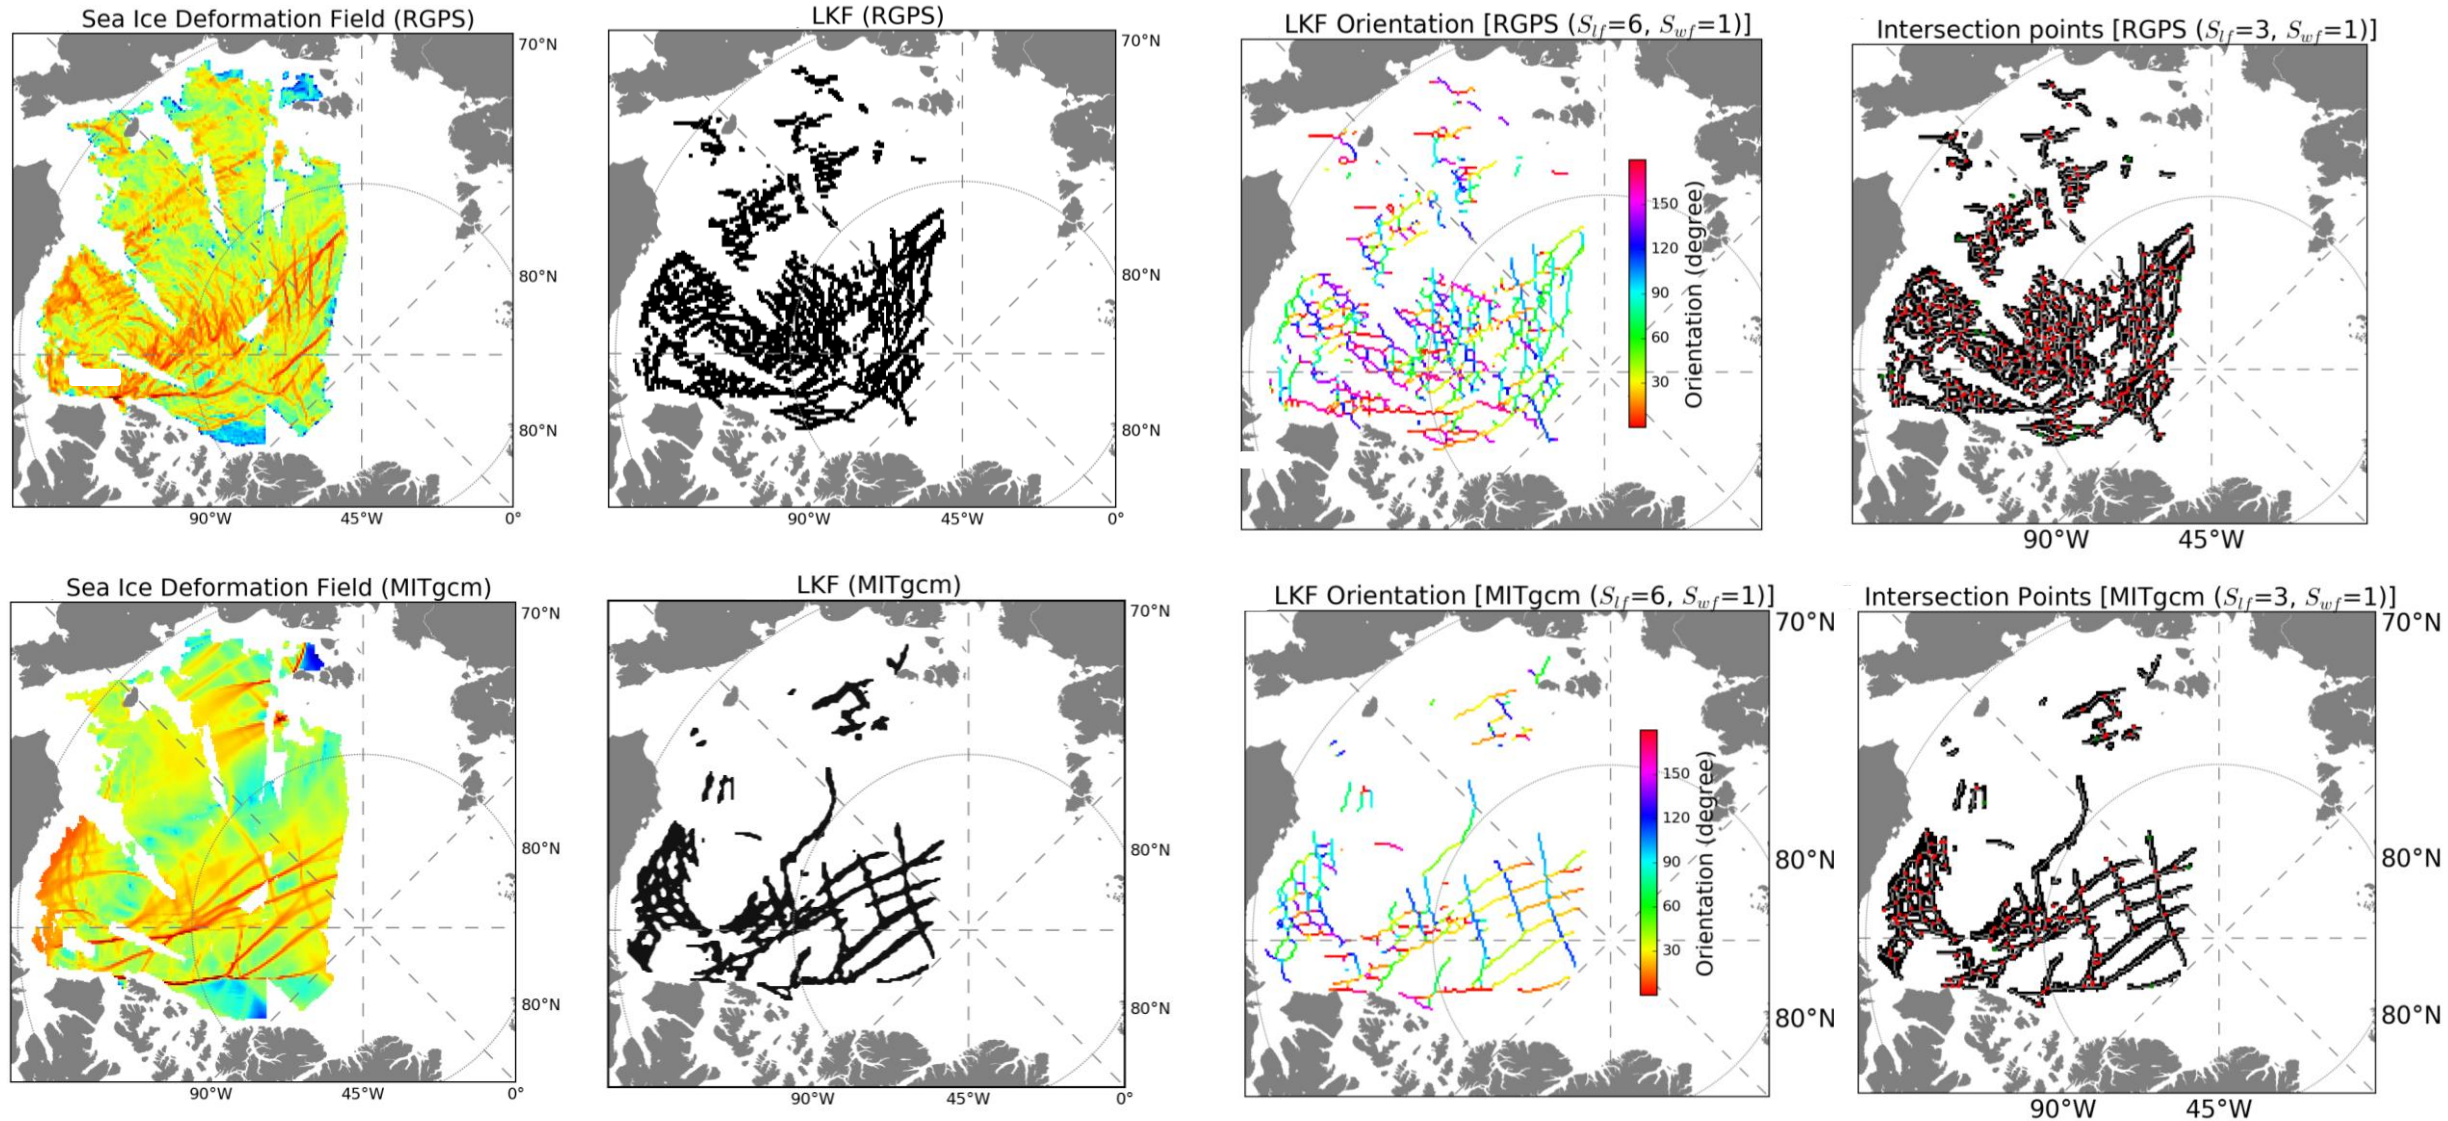 Sea Ice Deformation Field (RGPS)
70°N
80°N
80°N
90°W 45°W 0°
LKF (RGPS)
70°N
80°N
80°N
90°W 45°W 0°
LKF Orientation [RGPS (S_lf=6, S_wf=1)]
150
120
90
60
30
Orientation (degree)
Intersection points [RGPS (S_lf=3, S_wf=1)]
90°W 45°W
Sea Ice Deformation Field (MITgcm)
70°N
80°N
80°N
90°W 45°W 0°
LKF (MITgcm)
70°N
80°N
80°N
90°W 45°W 0°
LKF Orientation [MITgcm (S_lf=6, S_wf=1)]
70°N
80°N
80°N
150
120
90
60
30
Orientation (degree)
Intersection Points [MITgcm (S_lf=3, S_wf=1)]
70°N
80°N
80°N
90°W 45°W